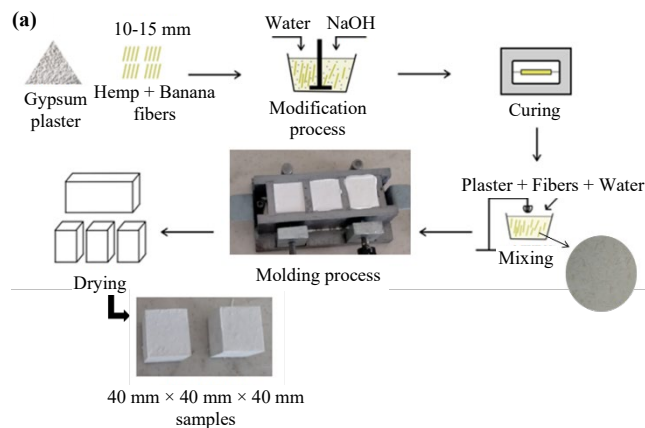 (a)
10-15 mm
Gypsum
plaster
Hemp + Banana
fibers
Water
NaOH
Modification
process
Curing
Plaster + Fibers + Water
Mixing
Molding process
Drying
40 mm × 40 mm × 40 mm
samples